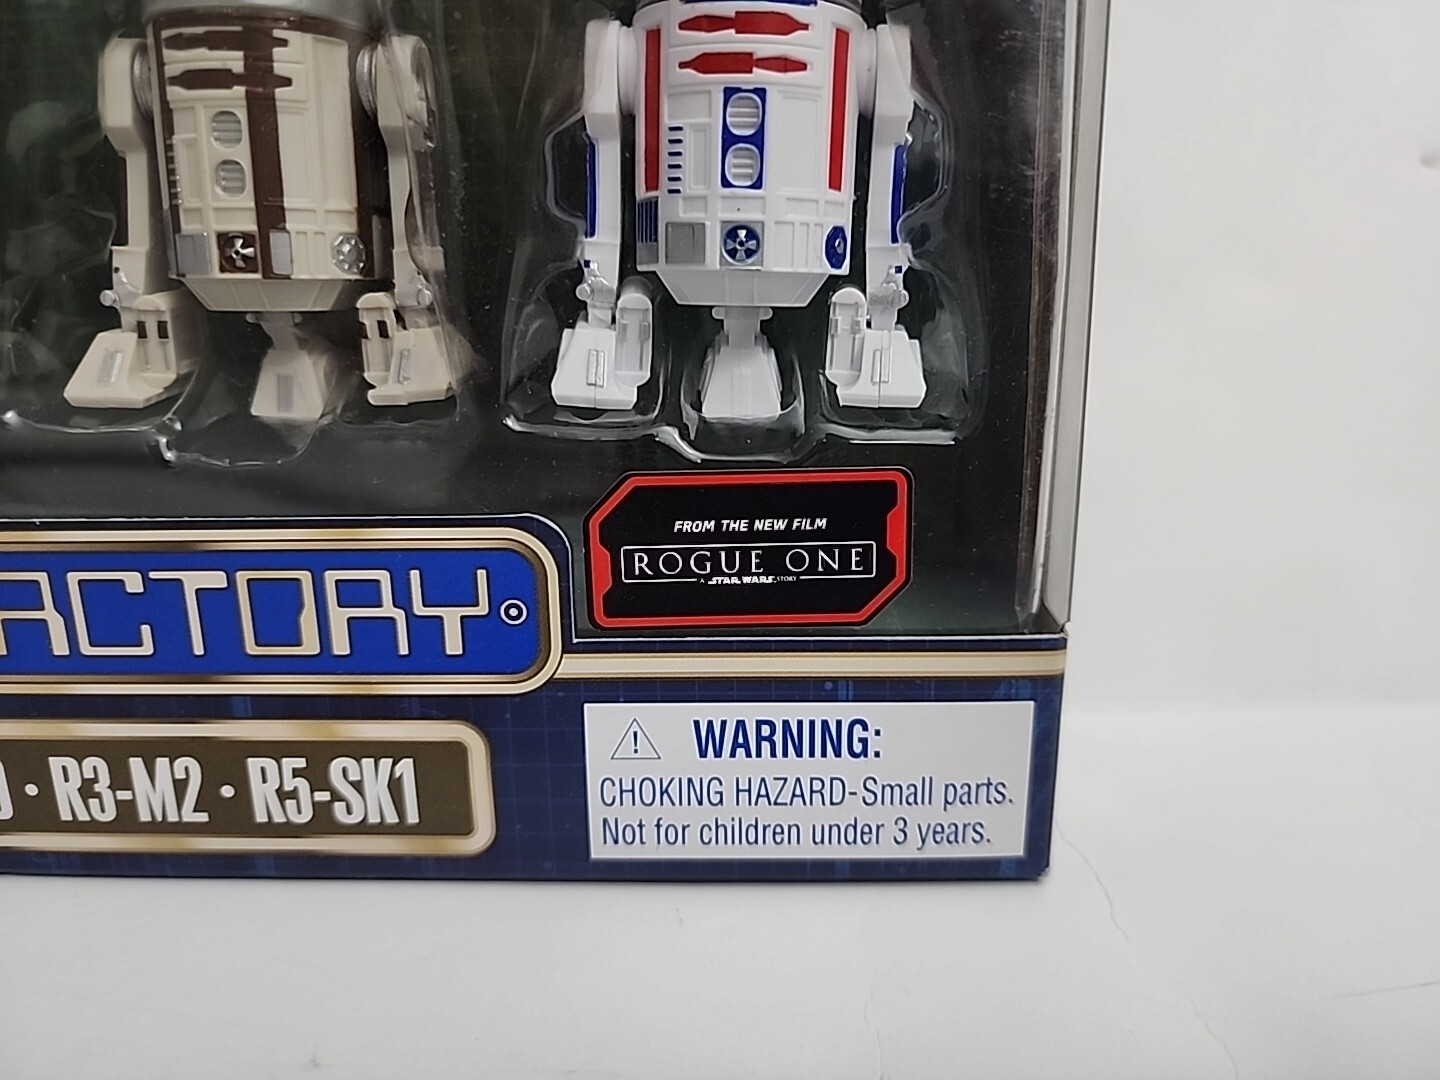 FROM THE NEW FILM
ROGUE ONE
A STAR WARS STORY
ACTORY
· R3-M2 · R5-SK1
WARNING:
CHOKING HAZARD-Small parts.
Not for children under 3 years.